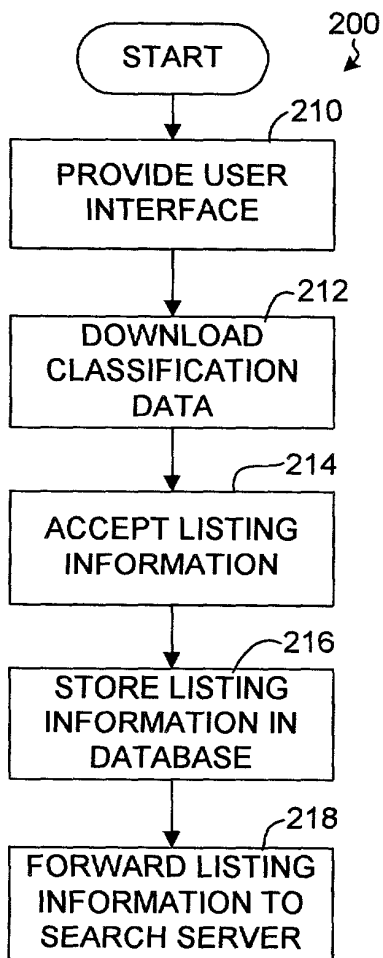 200
START
210
PROVIDE USER
INTERFACE
212
DOWNLOAD
CLASSIFICATION
DATA
214
ACCEPT LISTING
INFORMATION
216
STORE LISTING
INFORMATION IN
DATABASE
218
FORWARD LISTING
INFORMATION TO
SEARCH SERVER